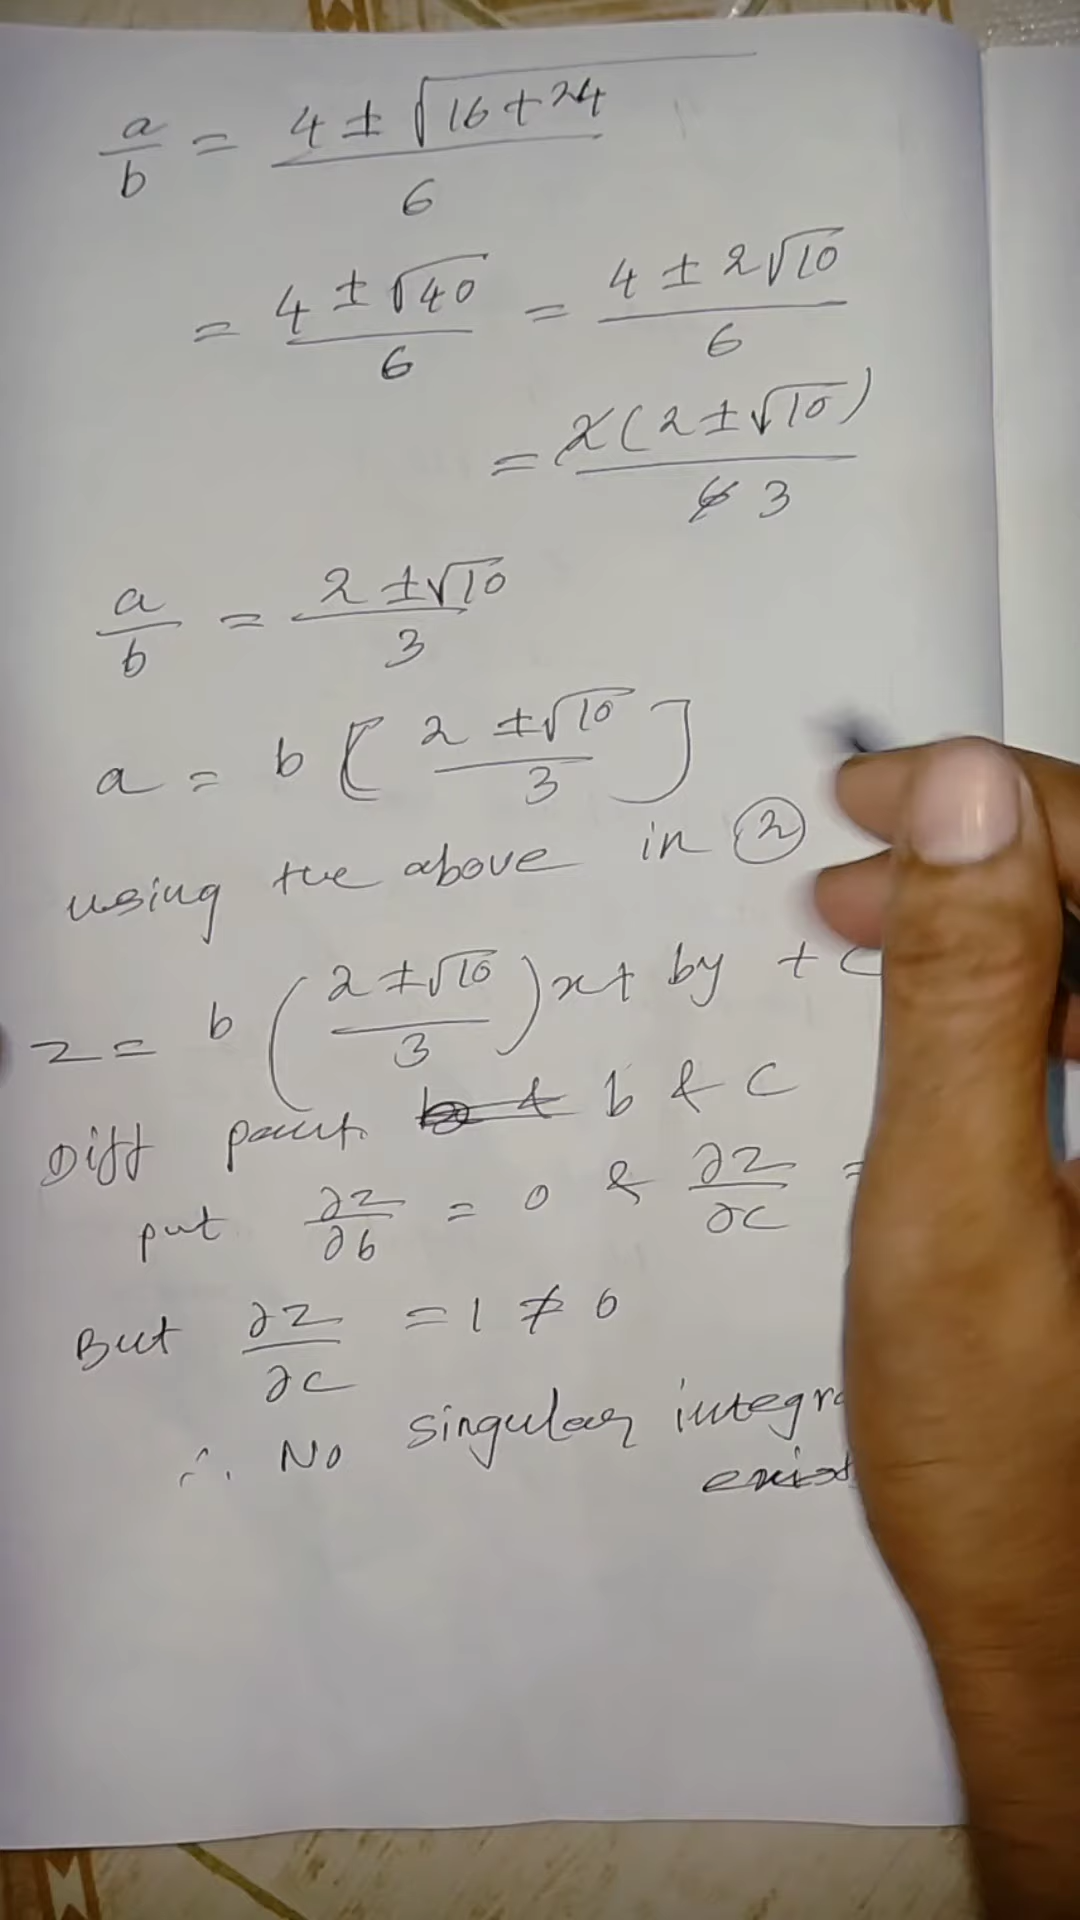 a/b = (4 ± √(16+24))/6
= (4 ± √40)/6 = (4 ± 2√10)/6
= 2(2 ± √10)/6 3
a/b = (2 ± √10)/3
a = b [(2 ± √10)/3]
using the above in ②
z = b ((2 ± √10)/3) x + by + c
Diff b & c
put ∂z/∂b = 0 & ∂z/∂c =
But ∂z/∂c = 1 ≠ 0
∴ No singular